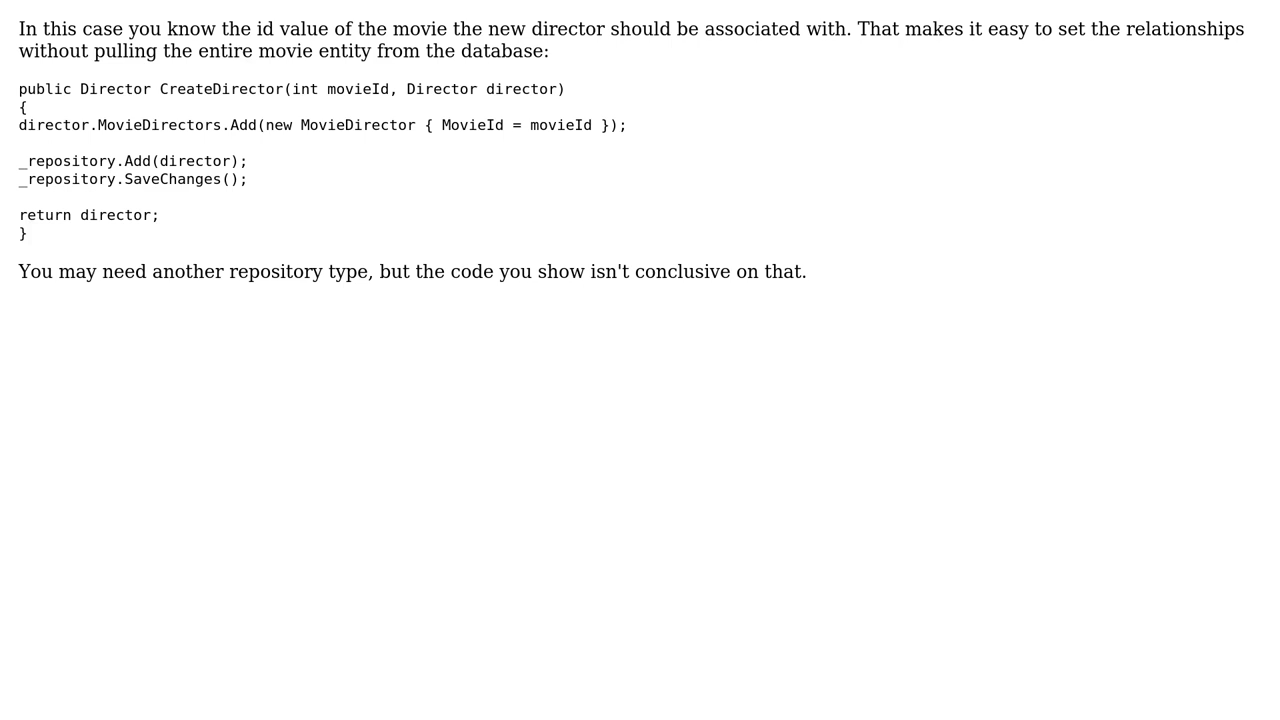 In this case you know the id value of the movie the new director should be associated with. That makes it easy to set the relationships
without pulling the entire movie entity from the database:
public Director CreateDirector(int movieId, Director director)
{
director.MovieDirectors.Add(new MovieDirector { MovieId = movieId });
_repository.Add(director);
_repository.SaveChanges();
return director;
}
You may need another repository type, but the code you show isn't conclusive on that.